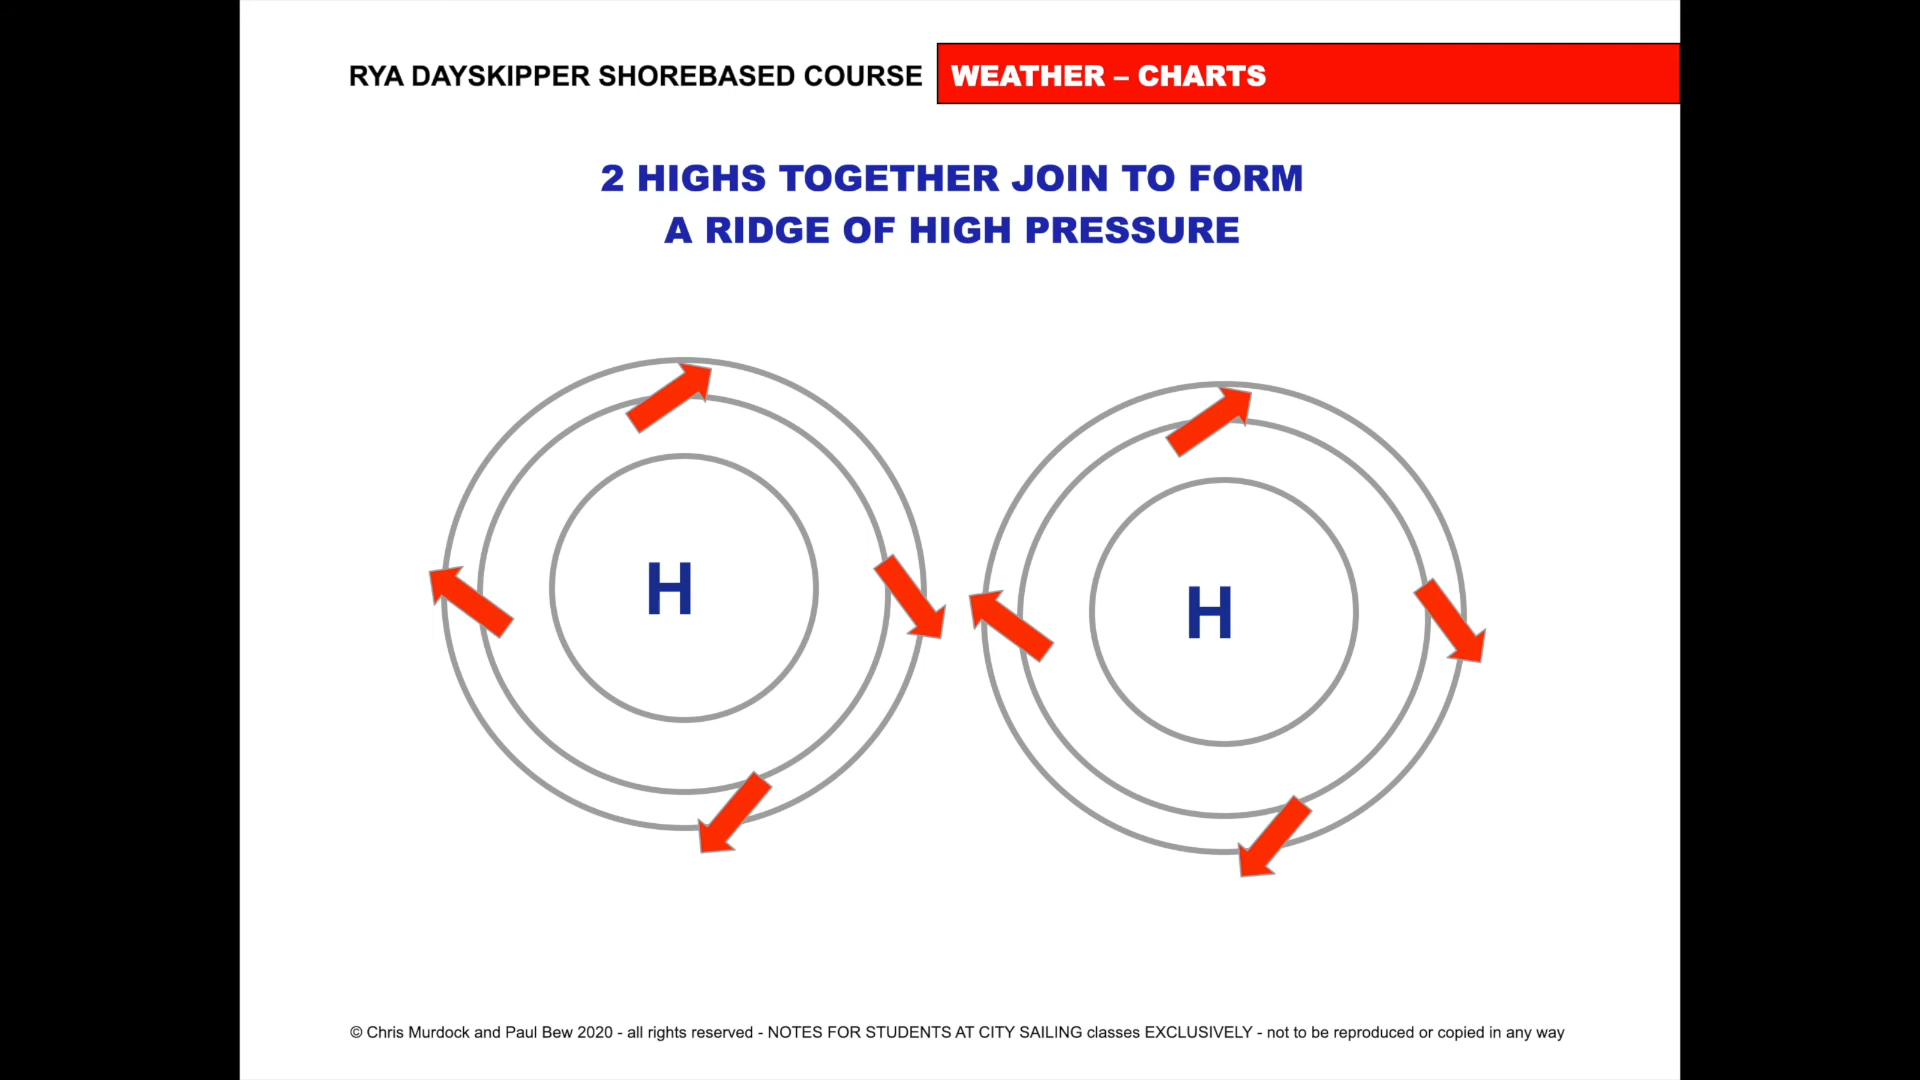 RYA DAYSKIPPER SHOREBASED COURSE WEATHER – CHARTS
2 HIGHS TOGETHER JOIN TO FORM
A RIDGE OF HIGH PRESSURE
H
H
© Chris Murdock and Paul Bew 2020 - all rights reserved - NOTES FOR STUDENTS AT CITY SAILING classes EXCLUSIVELY - not to be reproduced or copied in any way